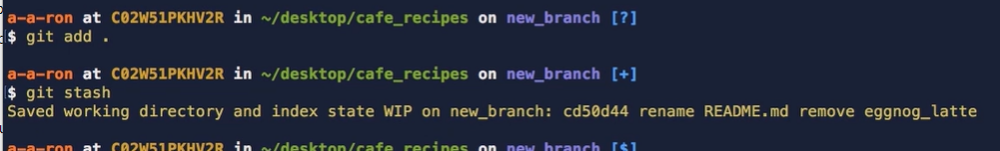 a-a-ron at C02W51PKHV2R in ~/desktop/cafe_recipes on new_branch [?]
$ git add .
a-a-ron at C02W51PKHV2R in ~/desktop/cafe_recipes on new_branch [+]
$ git stash
Saved working directory and index state WIP on new_branch: cd50d44 rename README.md remove eggnog_latte
a-a-ron at C02W51PKHV2R in ~/desktop/cafe_recipes on new_branch [$]